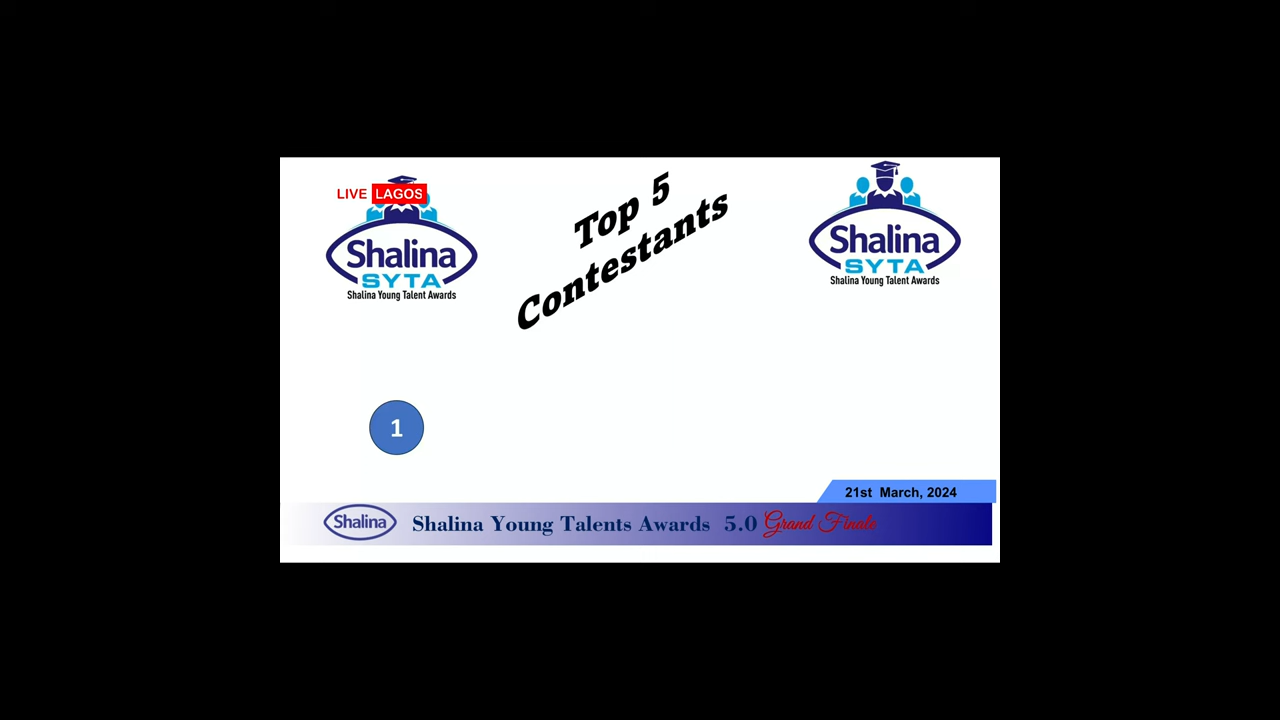 LIVE LAGOS
Shalina
SYTA
Shalina Young Talent Awards
Top 5
Contestants
Shalina
SYTA
Shalina Young Talent Awards
1
21st March, 2024
Shalina
Shalina Young Talents Awards 5.0 Grand Finale